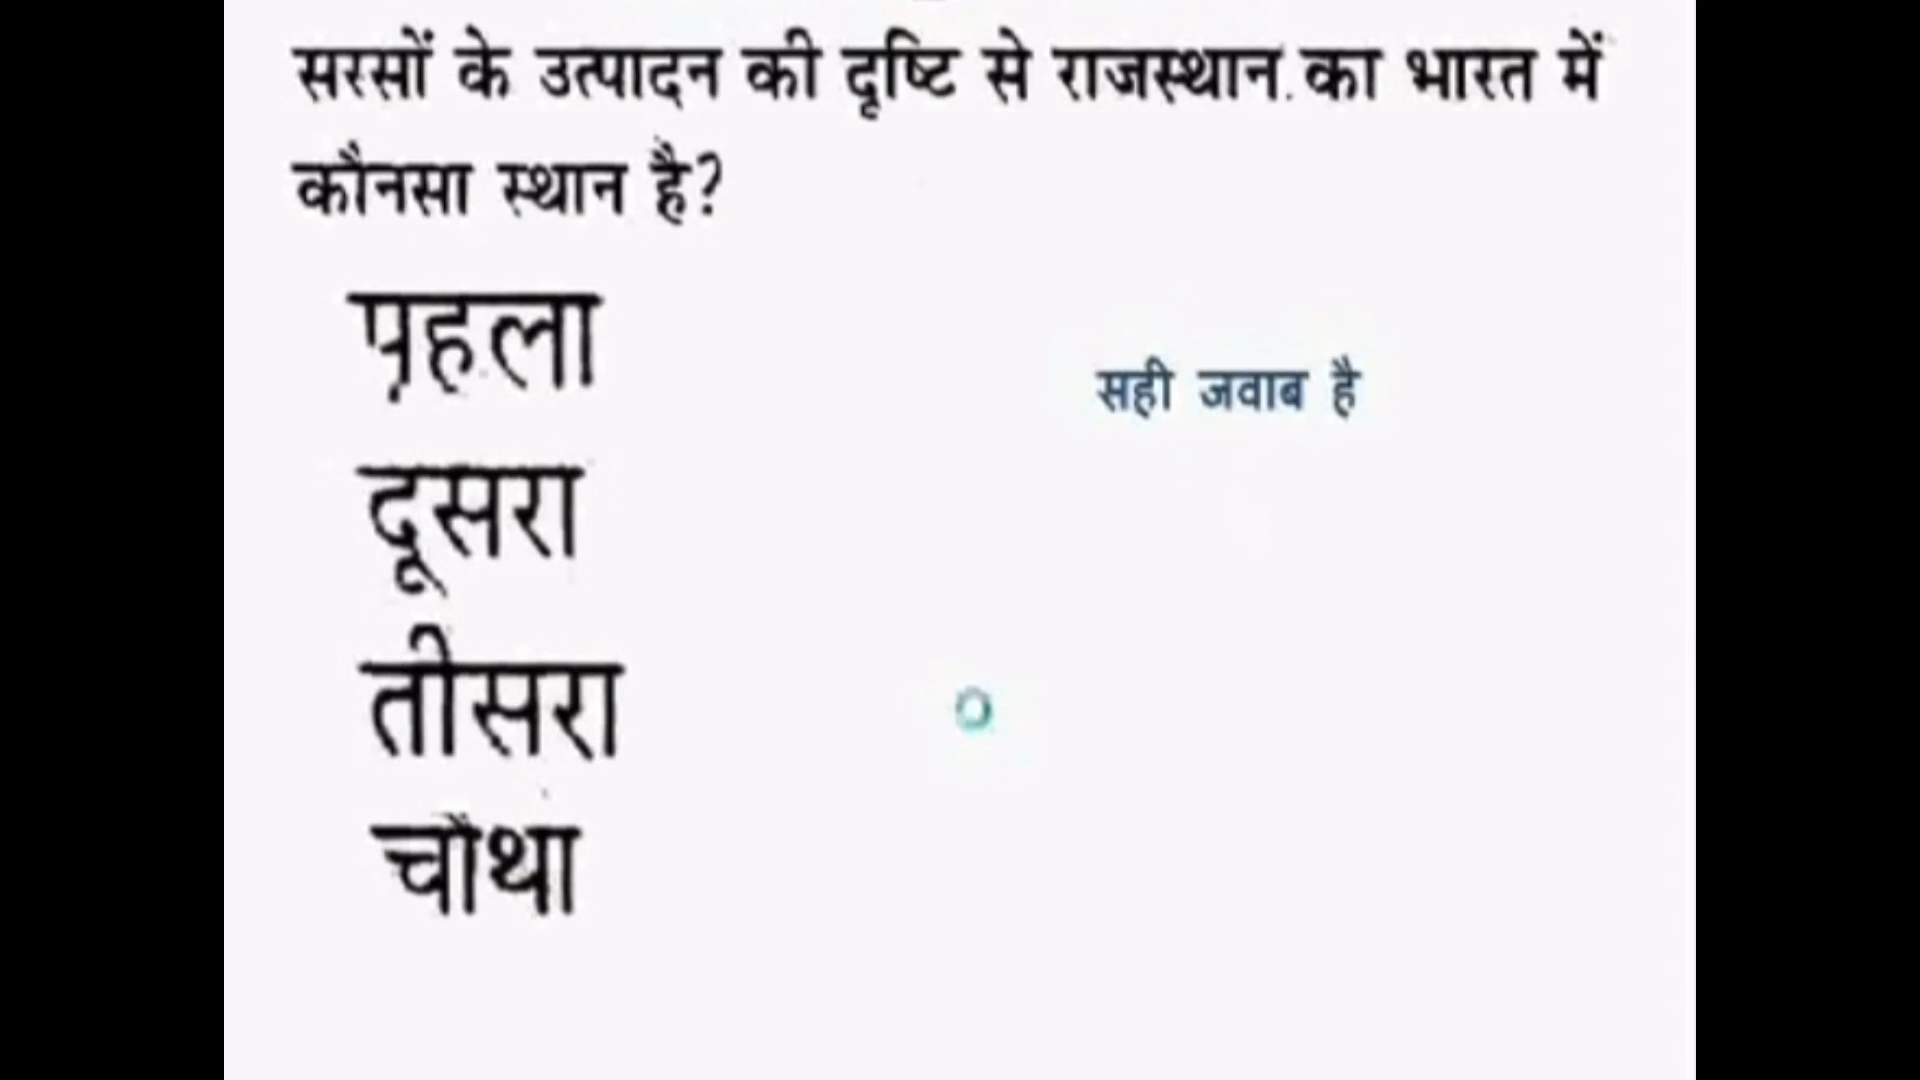 सरसों के उत्पादन की दृष्टि से राजस्थान का भारत में
कौनसा स्थान है?
पहला
सही जवाब है
दूसरा
तीसरा
चौथा